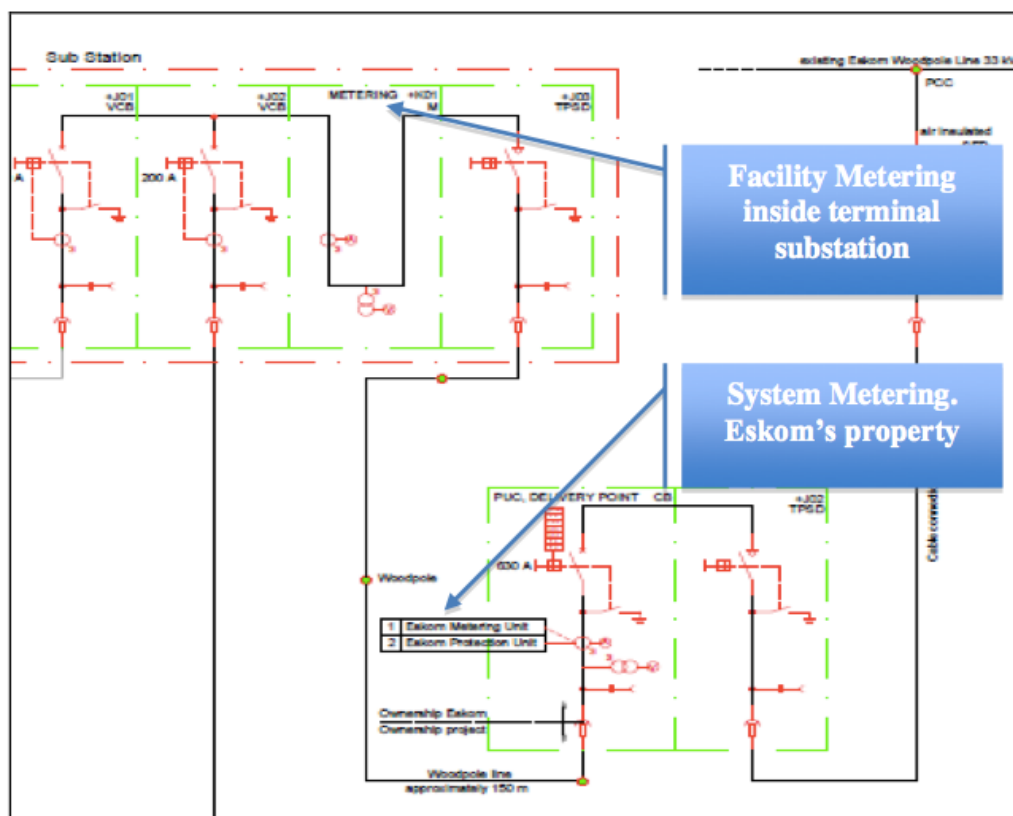 Sub Station
existing Eskom Woodpole Line 33 kV
PCC
+J01
VCB
+J02
VCB
METERING +K01
M
+J03
TPSD
air insulated
A
200 A
Facility Metering
inside terminal
substation
System Metering.
Eskom's property
PUC, DELIVERY POINT CB
+J02
TPSD
630 A
Woodpole
1 Eskom Metering Unit
2 Eskom Protection Unit
Ownership Eskom
Ownership project
Woodpole line
approximately 150 m